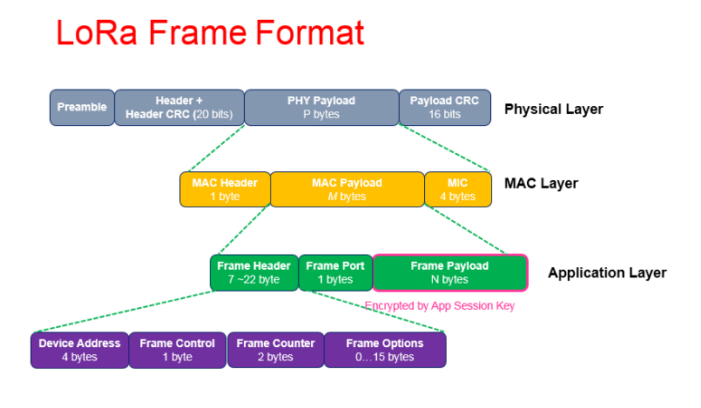 LoRa Frame Format
Preamble
Header +
Header CRC (20 bits)
PHY Payload
P bytes
Payload CRC
16 bits
Physical Layer
MAC Header
1 byte
MAC Payload
M bytes
MIC
4 bytes
MAC Layer
Frame Header
7 ~22 byte
Frame Port
1 bytes
Frame Payload
N bytes
Application Layer
Encrypted by App Session Key
Device Address
4 bytes
Frame Control
1 byte
Frame Counter
2 bytes
Frame Options
0...15 bytes